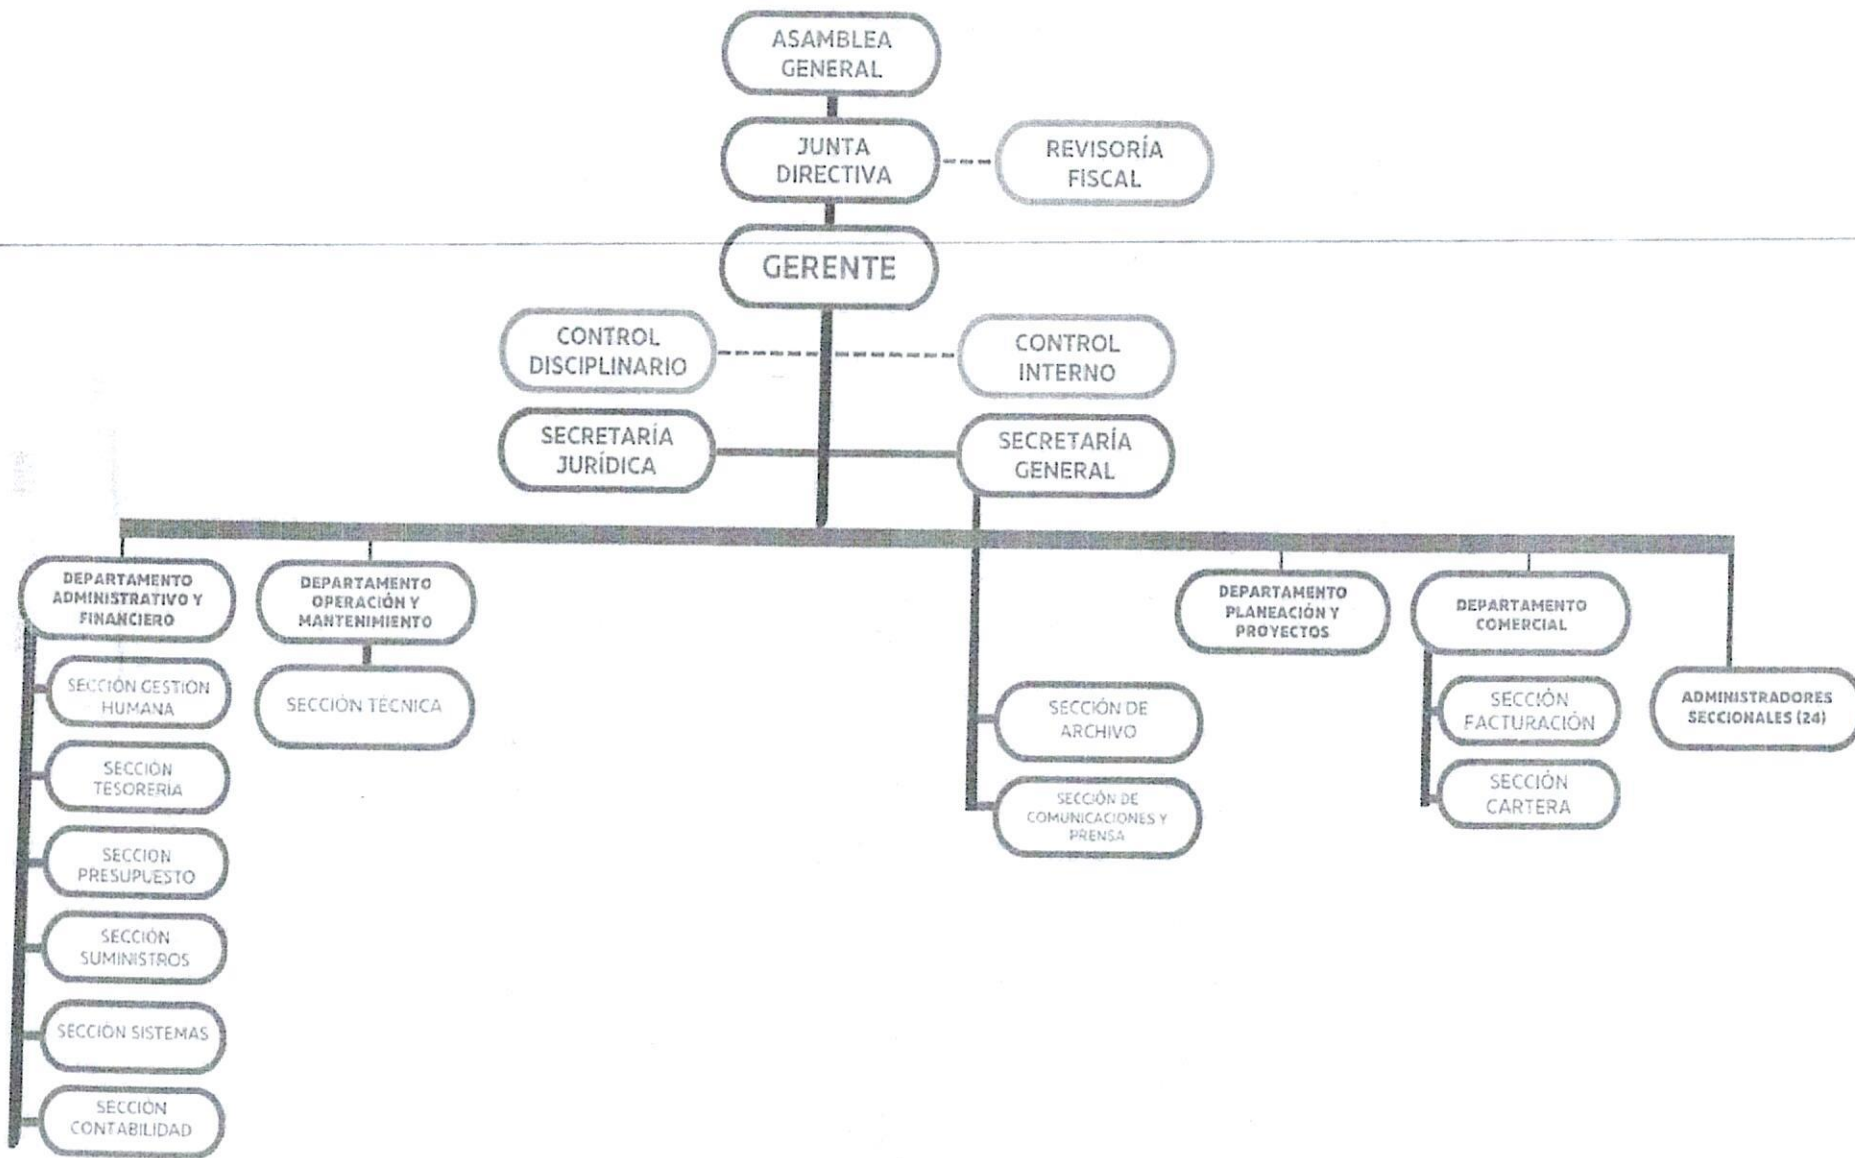 ASAMBLEA
GENERAL
JUNTA
DIRECTIVA
REVISORÍA
FISCAL
GERENTE
CONTROL
DISCIPLINARIO
CONTROL
INTERNO
SECRETARÍA
JURÍDICA
SECRETARÍA
GENERAL
DEPARTAMENTO
ADMINISTRATIVO Y
FINANCIERO
DEPARTAMENTO
OPERACIÓN Y
MANTENIMIENTO
DEPARTAMENTO
PLANEACIÓN Y
PROYECTOS
DEPARTAMENTO
COMERCIAL
ADMINISTRADORES
SECCIONALES (24)
SECCIÓN GESTION
HUMANA
SECCIÓN
TESORERÍA
SECCION
PRESUPUESTO
SECCIÓN
SUMINISTROS
SECCIÓN SISTEMAS
SECCIÓN
CONTABILIDAD
SECCIÓN TÉCNICA
SECCIÓN DE
ARCHIVO
SECCIÓN DE
COMUNICACIONES Y
PRENSA
SECCIÓN
FACTURACIÓN
SECCIÓN
CARTERA